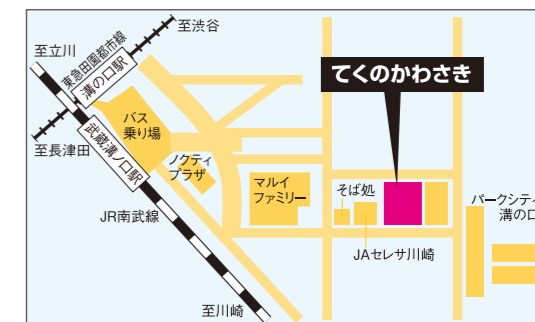 至渋谷
至立川
東急田園都市線
溝の口駅
てくのかわさき
バス
乗り場
武蔵溝ノ口駅
至長津田
ノクティ
プラザ
マルイ
ファミリー
そば処
パークシティ
溝の口
JR南武線
JAセレサ川崎
至川崎